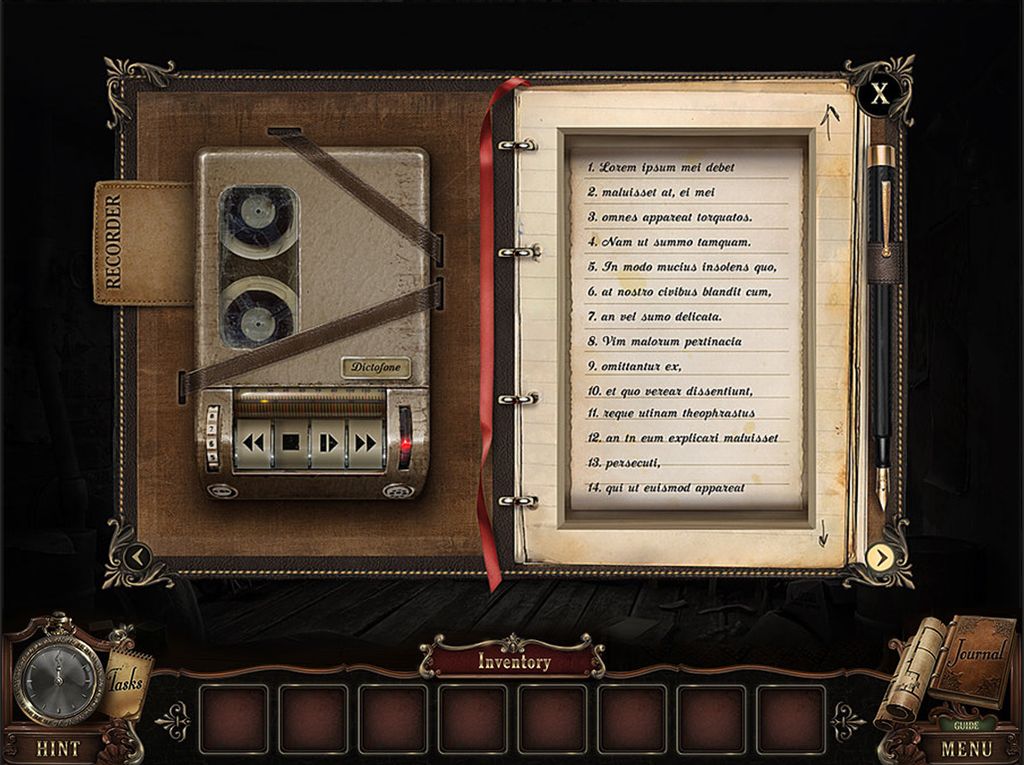 X
RECORDER
1. Lorem ipsum mei debet
2. maluisset at, ei mei
3. omnes appareat torquatos.
4. Nam ut summo tamquam.
5. In modo mucius insolens quo,
6. at nostro civibus blandit cum,
7. an vel sumo delicata.
8. Vim malorum pertinacia
9. omittantur ex,
10. et quo verear dissentiunt,
11. reque utinam theophrastus
12. an in eum explicari maluisset
13. persecuti,
14. qui ut euismod appareat
Dictofone
Inventory
Tasks
Journal
HINT
GUIDE
MENU